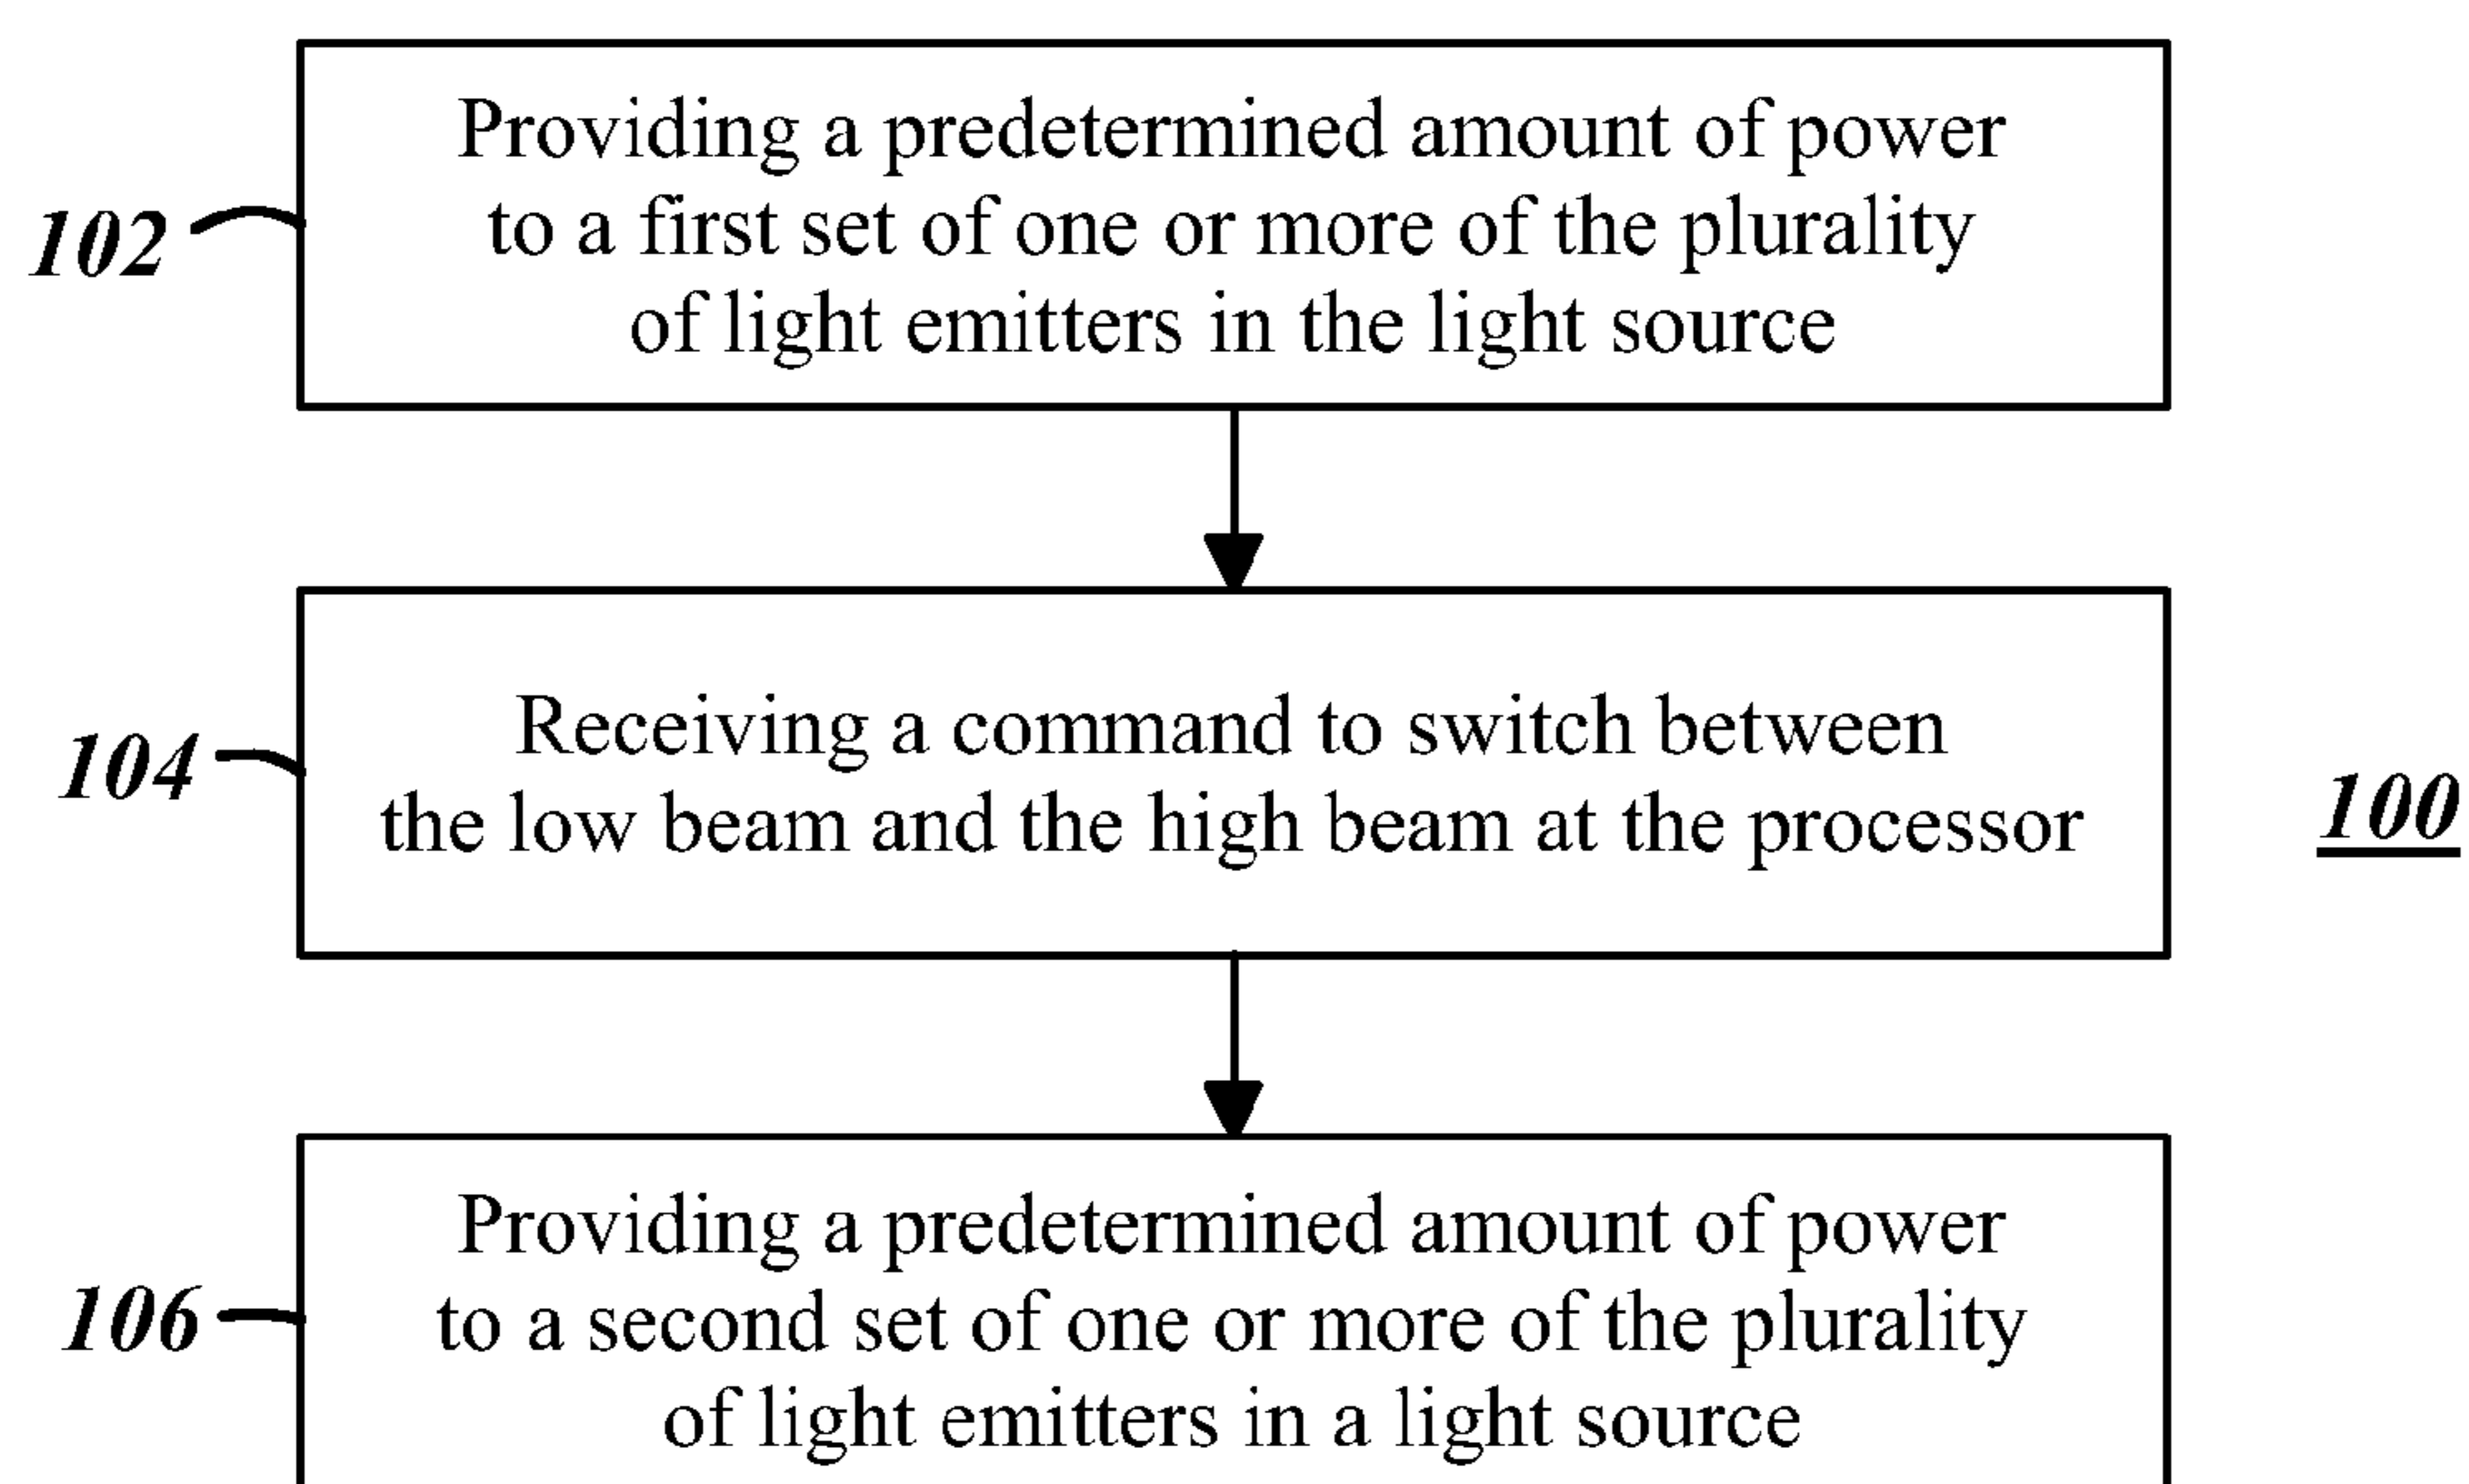 Providing a predetermined amount of power
to a first set of one or more of the plurality
of light emitters in the light source
102
Receiving a command to switch between
the low beam and the high beam at the processor
104
100
Providing a predetermined amount of power
to a second set of one or more of the plurality
of light emitters in a light source
106